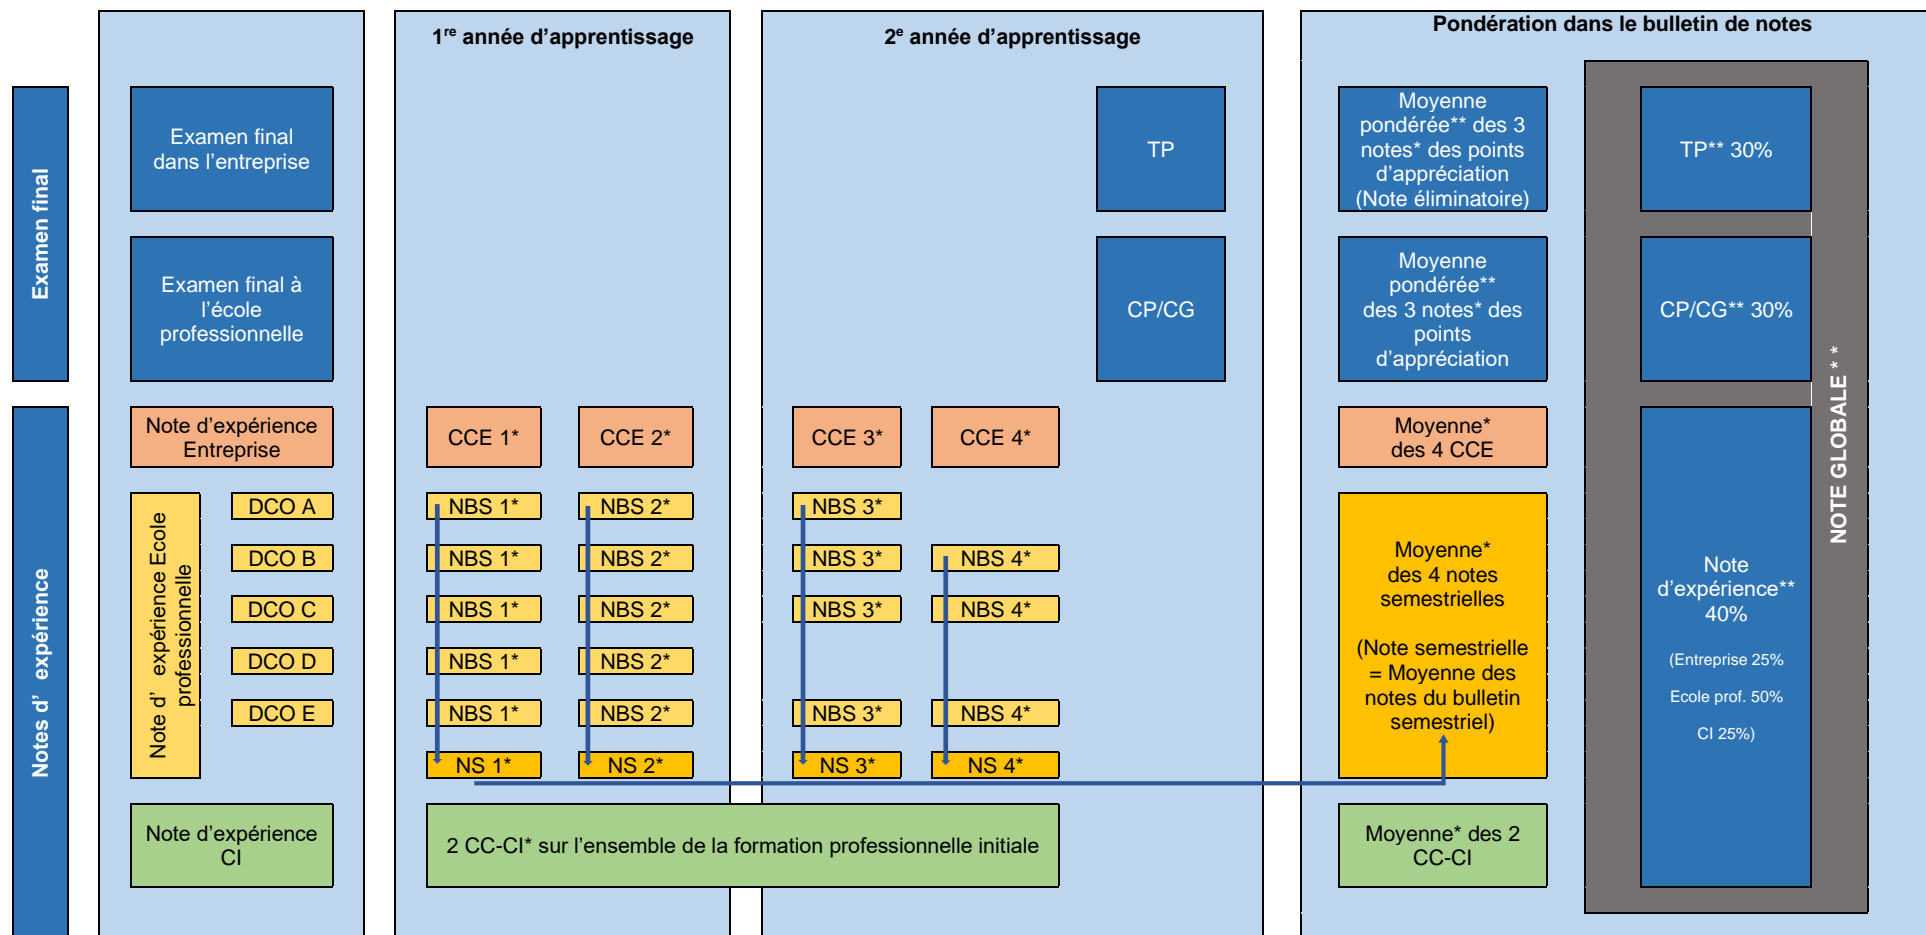 1re année d’apprentissage
2e année d’apprentissage
Pondération dans le bulletin de notes
Examen final
Examen final
dans l’entreprise
TP
Moyenne
pondérée** des 3
notes* des points
d’appréciation
(Note éliminatoire)
TP** 30%
Examen final à
l’école
professionnelle
CP/CG
Moyenne
pondérée**
des 3 notes* des
points
d’appréciation
CP/CG** 30%
NOTE GLOBALE* *
Notes d’ expérience
Note d’expérience
Entreprise
CCE 1*
CCE 2*
CCE 3*
CCE 4*
Moyenne*
des 4 CCE
Note d’ expérience Ecole
professionnelle
DCO A
NBS 1*
NBS 2*
NBS 3*
DCO B
NBS 1*
NBS 2*
NBS 3*
NBS 4*
DCO C
NBS 1*
NBS 2*
NBS 3*
NBS 4*
DCO D
NBS 1*
NBS 2*
DCO E
NBS 1*
NBS 2*
NBS 3*
NBS 4*
NS 1*
NS 2*
NS 3*
NS 4*
Moyenne*
des 4 notes
semestrielles
(Note semestrielle
= Moyenne des
notes du bulletin
semestriel)
Note
d’expérience**
40%
(Entreprise 25%
Ecole prof. 50%
CI 25%)
Note d’expérience
CI
2 CC-CI* sur l’ensemble de la formation professionnelle initiale
Moyenne* des 2
CC-CI